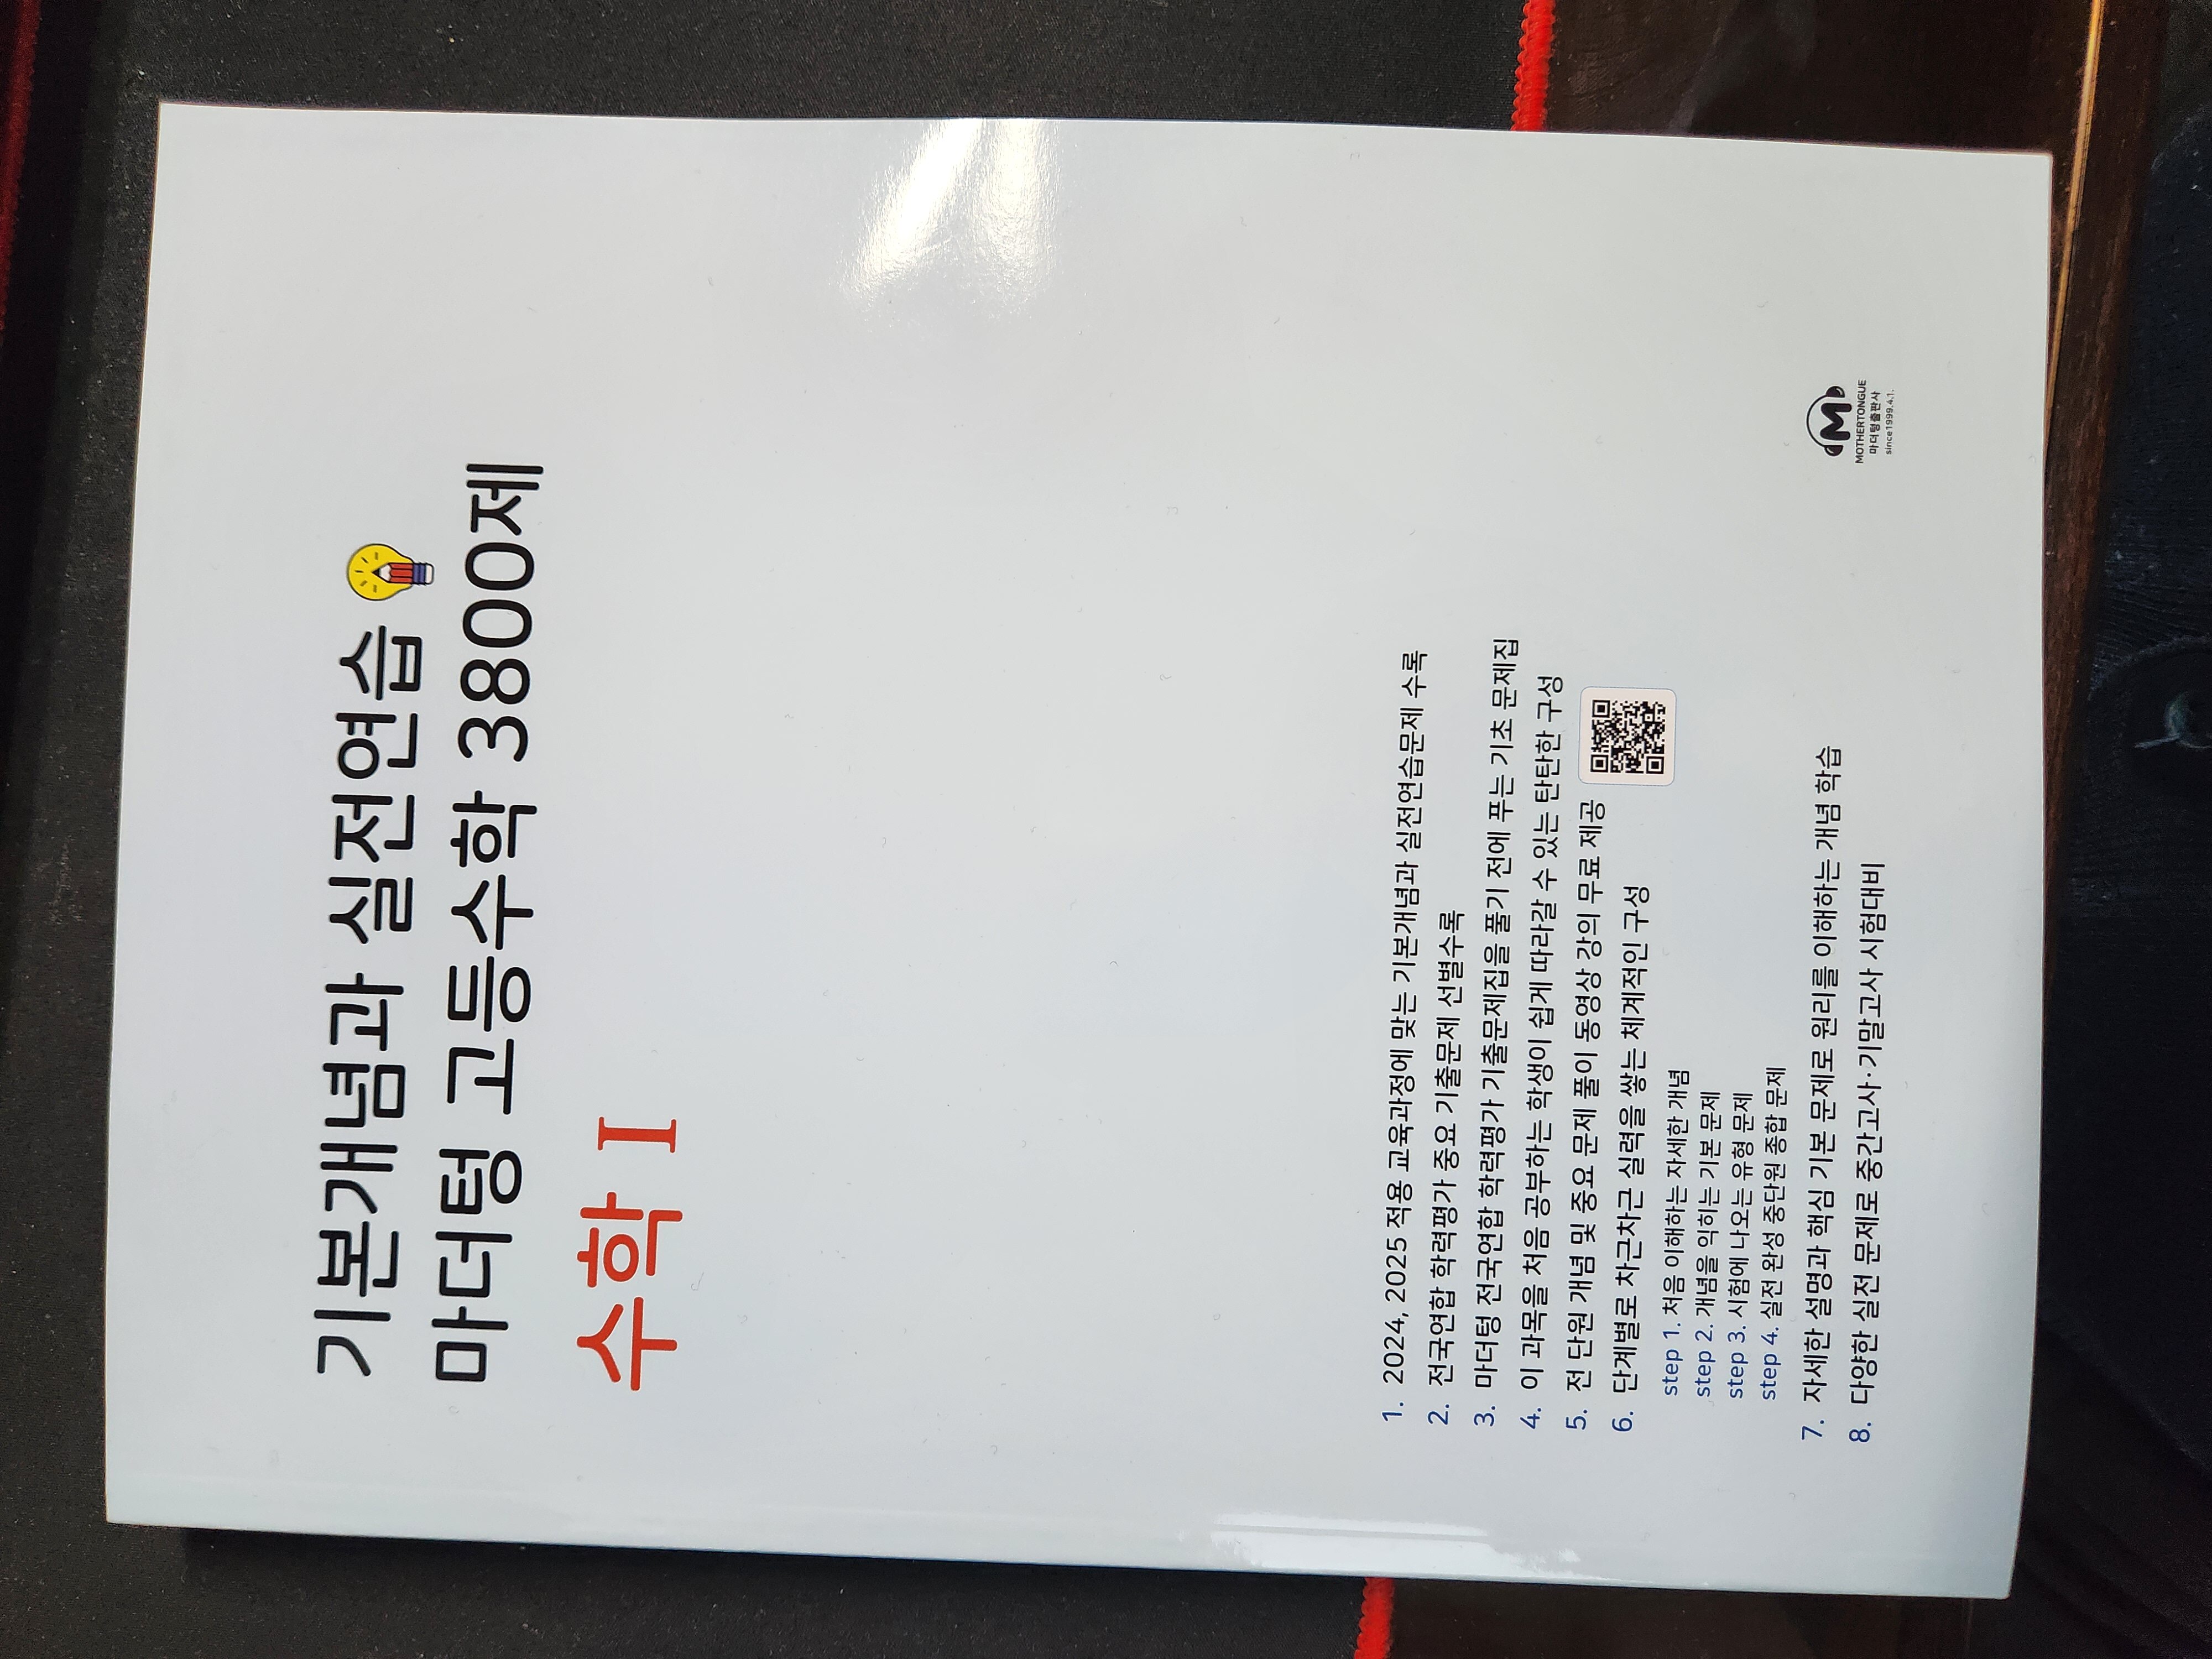 기본개념과 실전연습
마더텅 고등수학 3800제
수학 I
1. 2024, 2025 적용 교육과정에 맞는 기본개념과 실전연습문제 수록
2. 전국연합 학력평가 중요 기출문제 선별수록
3. 마더텅 전국연합 학력평가 기출문제집을 풀기 전에 푸는 기초 문제집
4. 이 과목을 처음 공부하는 학생이 쉽게 따라갈 수 있는 탄탄한 구성
5. 전 단원 개념 및 중요 문제 풀이 동영상 강의 무료 제공
6. 단계별로 차근차근 실력을 쌓는 체계적인 구성
step 1. 처음 이해하는 자세한 개념
step 2. 개념을 익히는 기본 문제
step 3. 시험에 나오는 유형 문제
step 4. 실전 완성 중단원 종합 문제
7. 자세한 설명과 핵심 기본 문제로 원리를 이해하는 개념 학습
8. 다양한 실전 문제로 중간고사·기말고사 시험대비
M
MOTHERTONGUE
마더텅출판사
since1999.4.1.